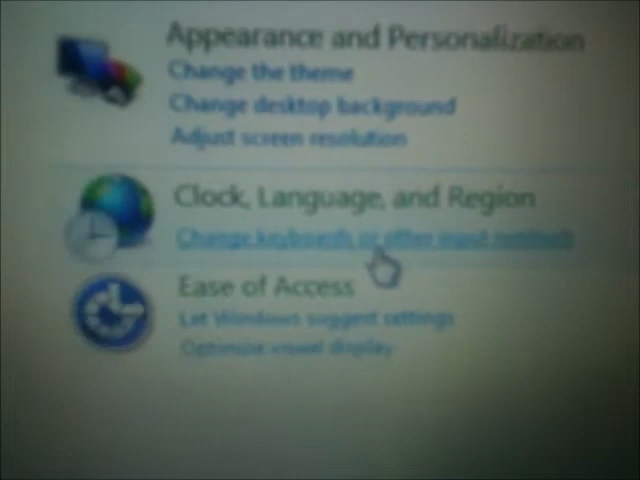 Appearance and Personalization
Change the theme
Change desktop background
Adjust screen resolution
Clock, Language, and Region
Change keyboards or other input methods
Ease of Access
Let Windows suggest settings
Optimize visual display